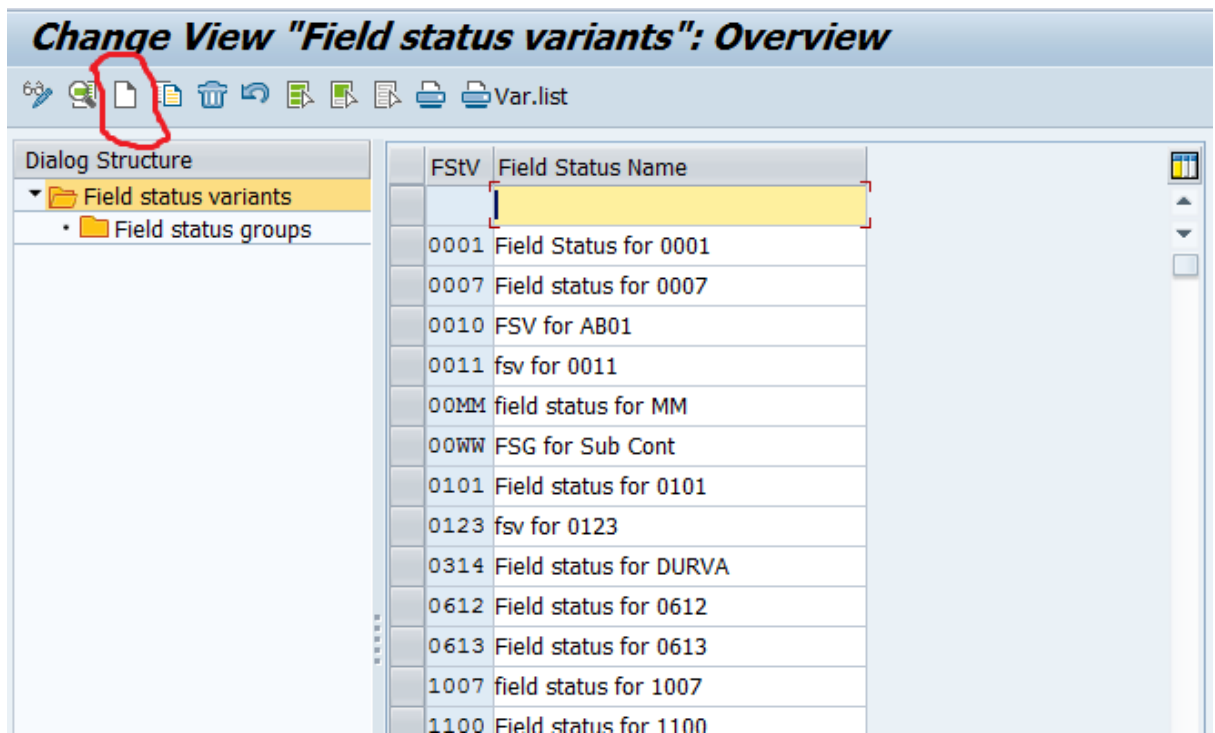 Change View "Field status variants": Overview
Var.list
Dialog Structure
Field status variants
Field status groups
FStV Field Status Name
0001 Field Status for 0001
0007 Field status for 0007
0010 FSV for AB01
0011 fsv for 0011
00MM field status for MM
00WW FSG for Sub Cont
0101 Field status for 0101
0123 fsv for 0123
0314 Field status for DURVA
0612 Field status for 0612
0613 Field status for 0613
1007 field status for 1007
1100 Field status for 1100